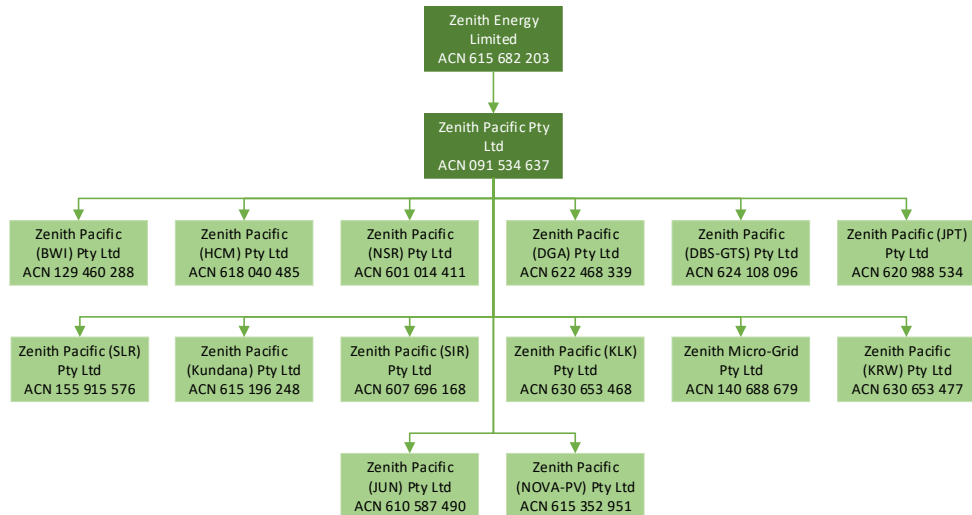 Zenith Energy
Limited
ACN 615 682 203
Zenith Pacific Pty
Ltd
ACN 091 534 637
Zenith Pacific
(BWI) Pty Ltd
ACN 129 460 288
Zenith Pacific
(HCM) Pty Ltd
ACN 618 040 485
Zenith Pacific
(NSR) Pty Ltd
ACN 601 014 411
Zenith Pacific
(DGA) Pty Ltd
ACN 622 468 339
Zenith Pacific
(DBS-GTS) Pty Ltd
ACN 624 108 096
Zenith Pacific (JPT)
Pty Ltd
ACN 620 988 534
Zenith Pacific (SLR)
Pty Ltd
ACN 155 915 576
Zenith Pacific
(Kundana) Pty Ltd
ACN 615 196 248
Zenith Pacific (SIR)
Pty Ltd
ACN 607 696 168
Zenith Pacific (KLK)
Pty Ltd
ACN 630 653 468
Zenith Micro-Grid
Pty Ltd
ACN 140 688 679
Zenith Pacific
(KRW) Pty Ltd
ACN 630 653 477
Zenith Pacific
(JUN) Pty Ltd
ACN 610 587 490
Zenith Pacific
(NOVA-PV) Pty Ltd
ACN 615 352 951